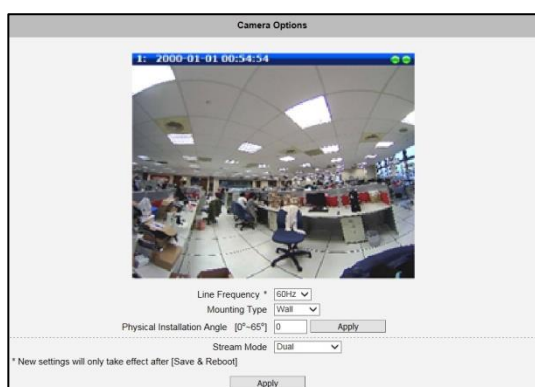 Camera Options
1: 2000-01-01 00:54:54
Line Frequency * 60Hz
Mounting Type Wall
Physical Installation Angle [0°~65°] 0 Apply
Stream Mode Dual
* New settings will only take effect after [Save & Reboot]
Apply